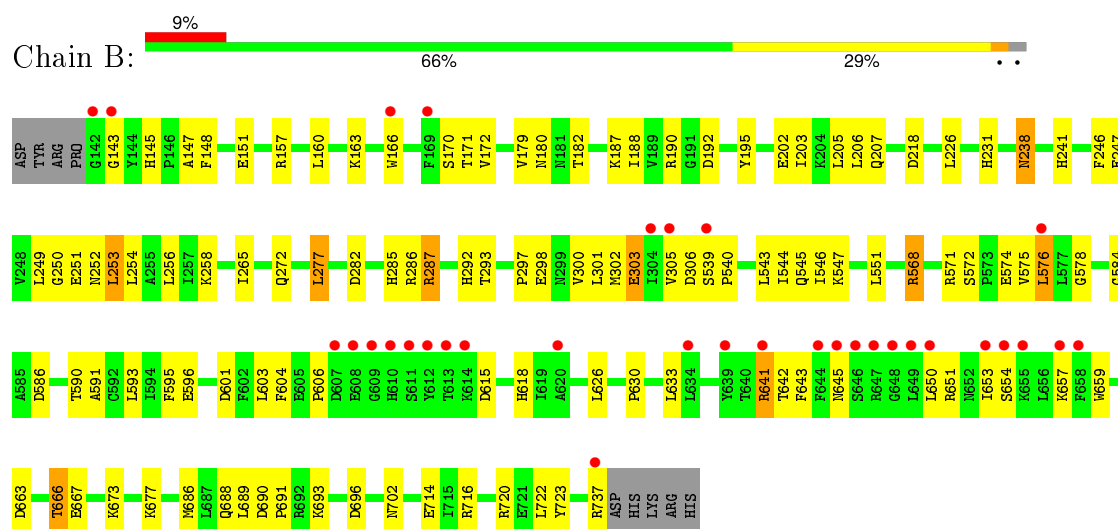 9%
Chain B:
66% 29% • •
ASP TYR ARG PRO G142 G143 Y144 H145 P146 A147 F148 E151 R157 L160 K163 W166 F169 S170 T171 V172 V179 N180 N181 T182 K187 I188 V189 R190 G191 D192 Y195 E202 I203 K204 L205 L206 Q207 D218 L226 H231 N238 H241 F246 E247
V248 L249 G250 E251 N252 L253 L254 A255 L256 I257 K258 I265 Q272 L277 D282 H285 R286 R287 H292 T293 P297 E298 N299 V300 L301 M302 E303 I304 V305 D306 S539 P540 L543 I544 Q545 I546 K547 L551 R568 R571 S572 P573 E574 V575 L576 L577 G578 G584
A585 D586 T590 A591 C592 L593 I594 F595 E596 D601 F602 L603 F604 E605 P606 D607 E608 G609 H610 S611 Y612 T613 K614 D615 H618 I619 A620 L626 P630 L633 L634 Y639 T640 R641 T642 F643 F644 N645 S646 R647 G648 L649 L650 R651 N652 I653 S654 K655 L656 K657 F658 W659
D663 T666 E667 K673 K677 M686 L687 Q688 L689 D690 P691 R692 K693 D696 N702 E714 I715 R716 R720 E721 L722 Y723 R737 ASP HIS LYS ARG HIS